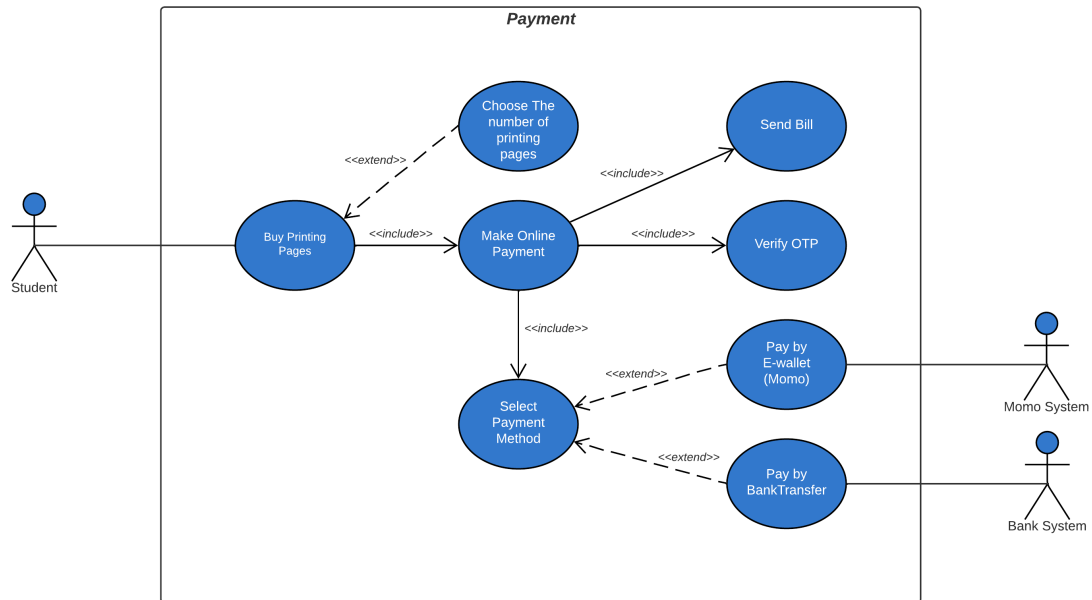 Payment
Choose The
number of
printing
pages
Send Bill
<<extend>>
<<include>>
Buy Printing
Pages
<<include>>
Make Online
Payment
<<include>>
Verify OTP
Student
<<include>>
Pay by
E-wallet
(Momo)
<<extend>>
Momo System
Select
Payment
Method
<<extend>>
Pay by
BankTransfer
Bank System